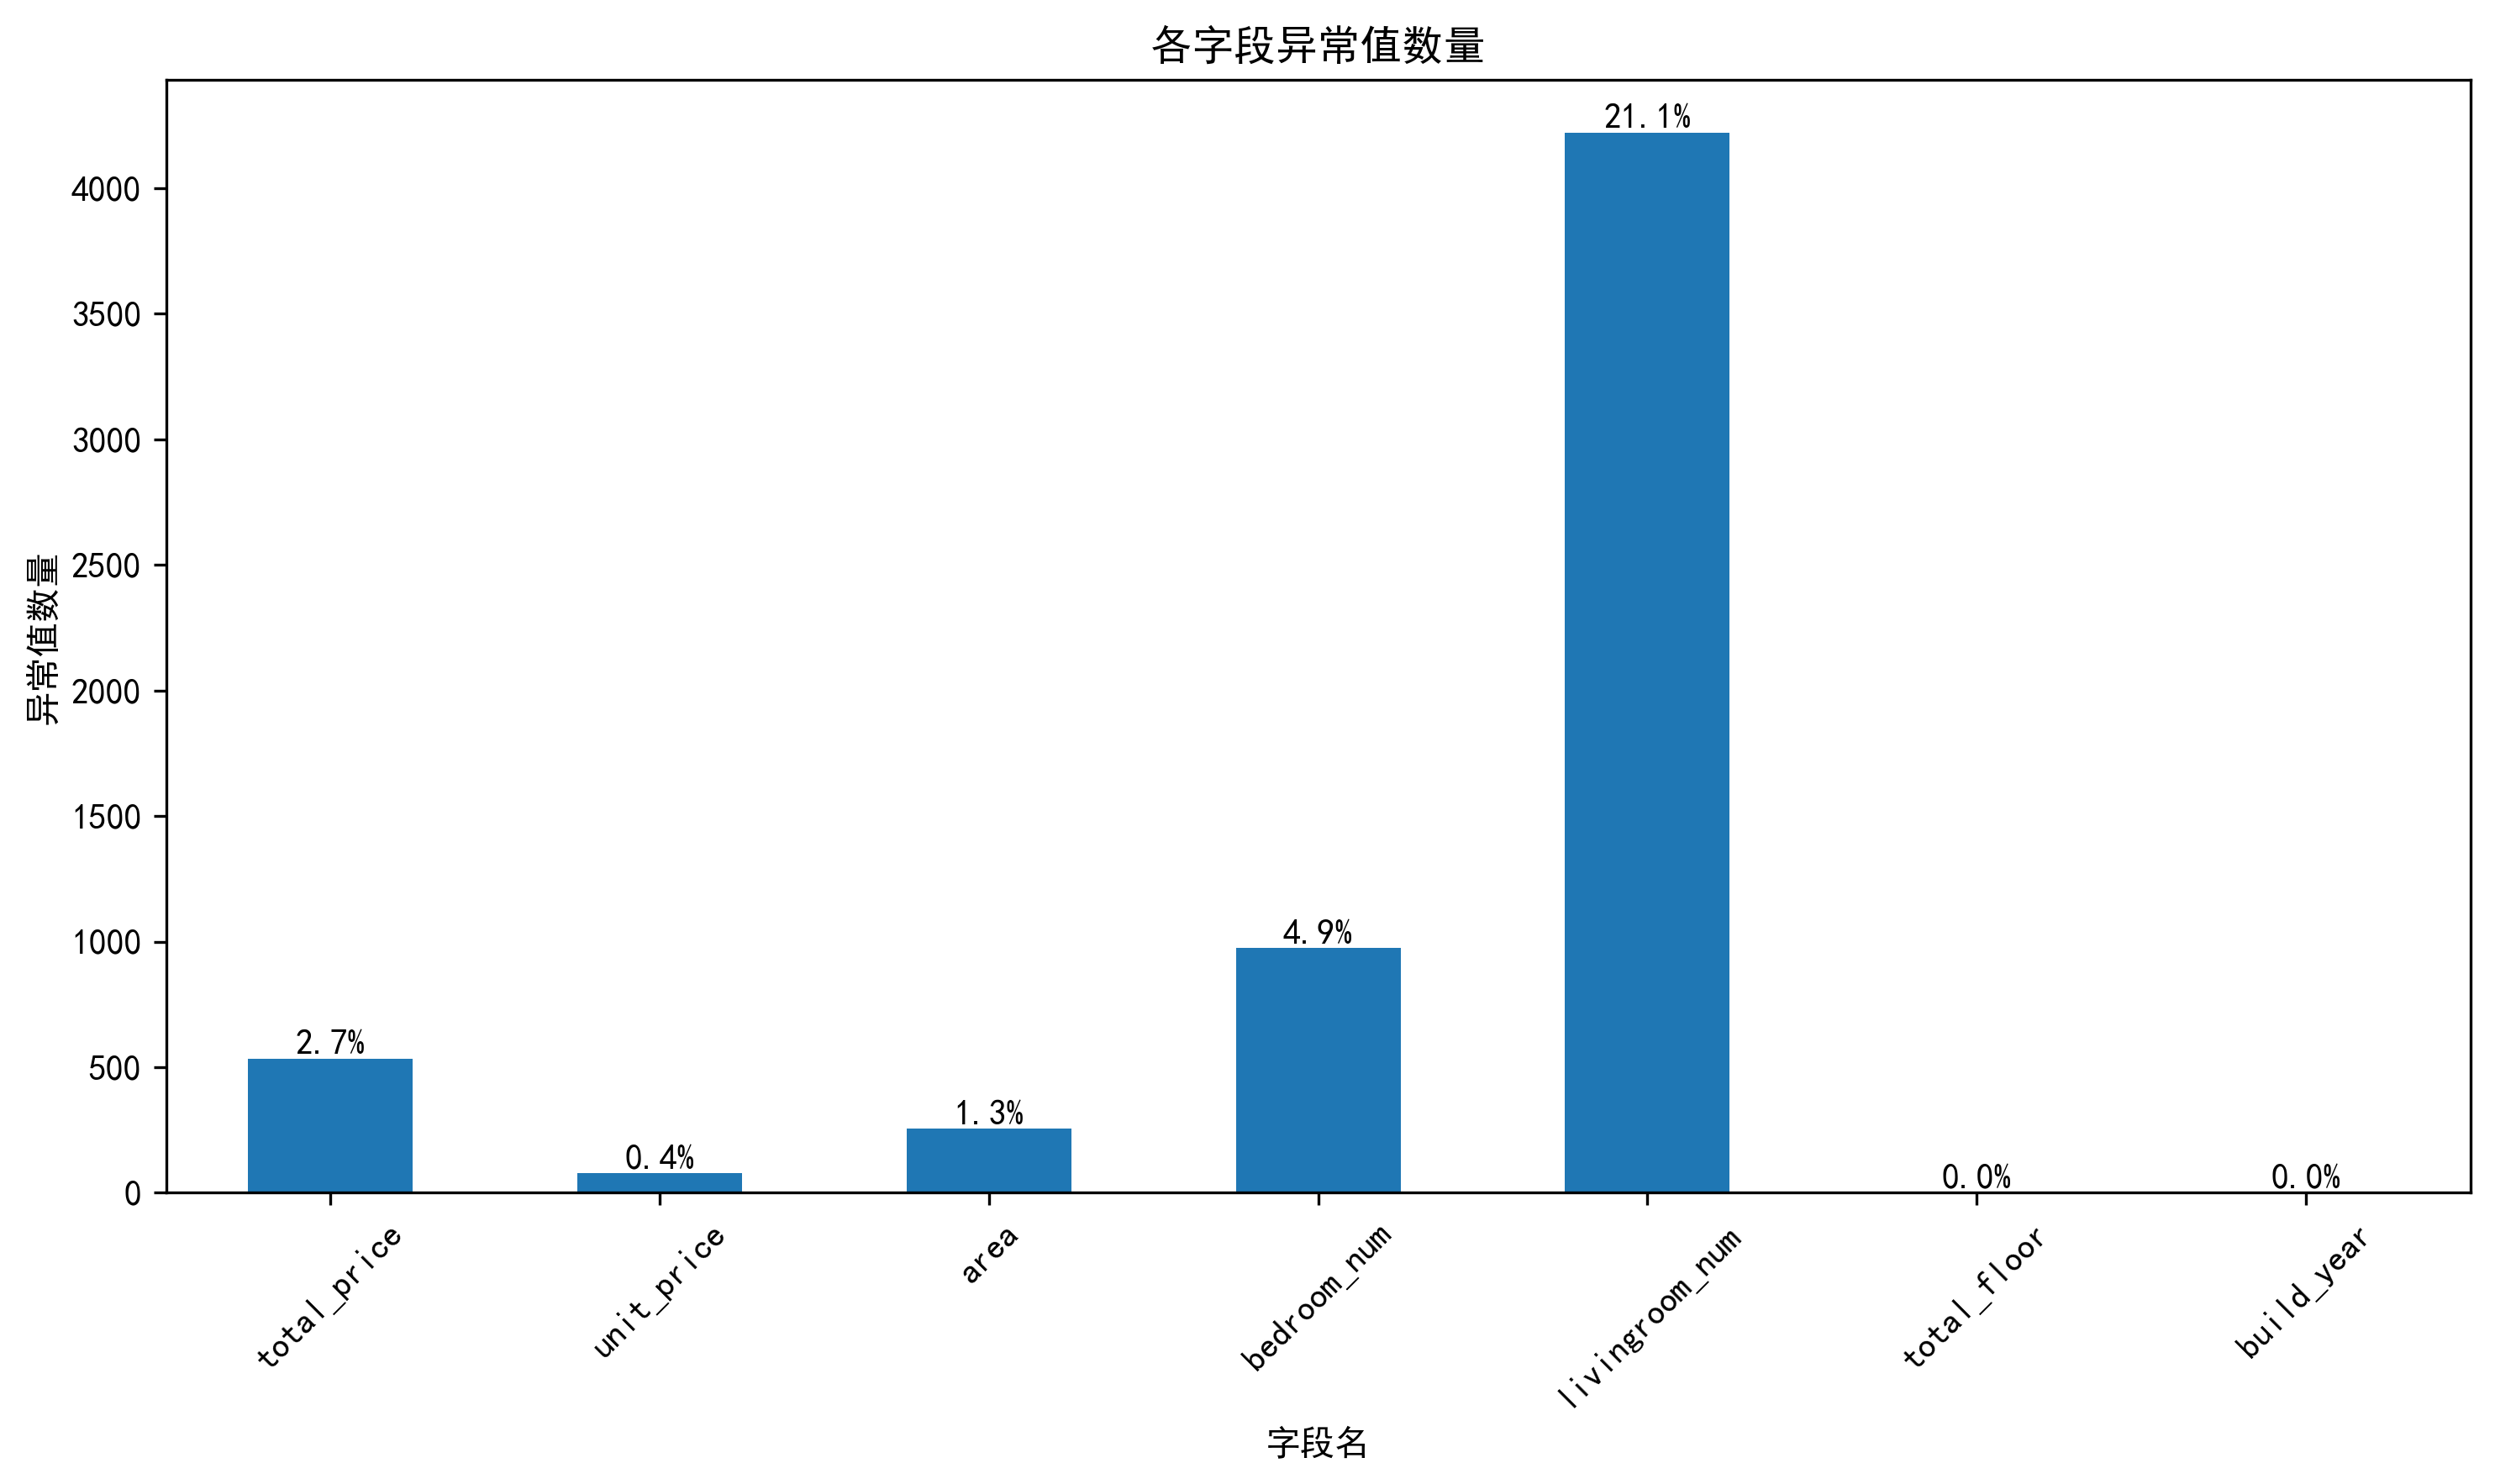 各字段异常值数量
异常值数量
4000
3500
3000
2500
2000
1500
1000
500
0
2.7%
0.4%
1.3%
4.9%
21.1%
0.0%
0.0%
total_price
unit_price
area
bedroom_num
livingroom_num
total_floor
build_year
字段名